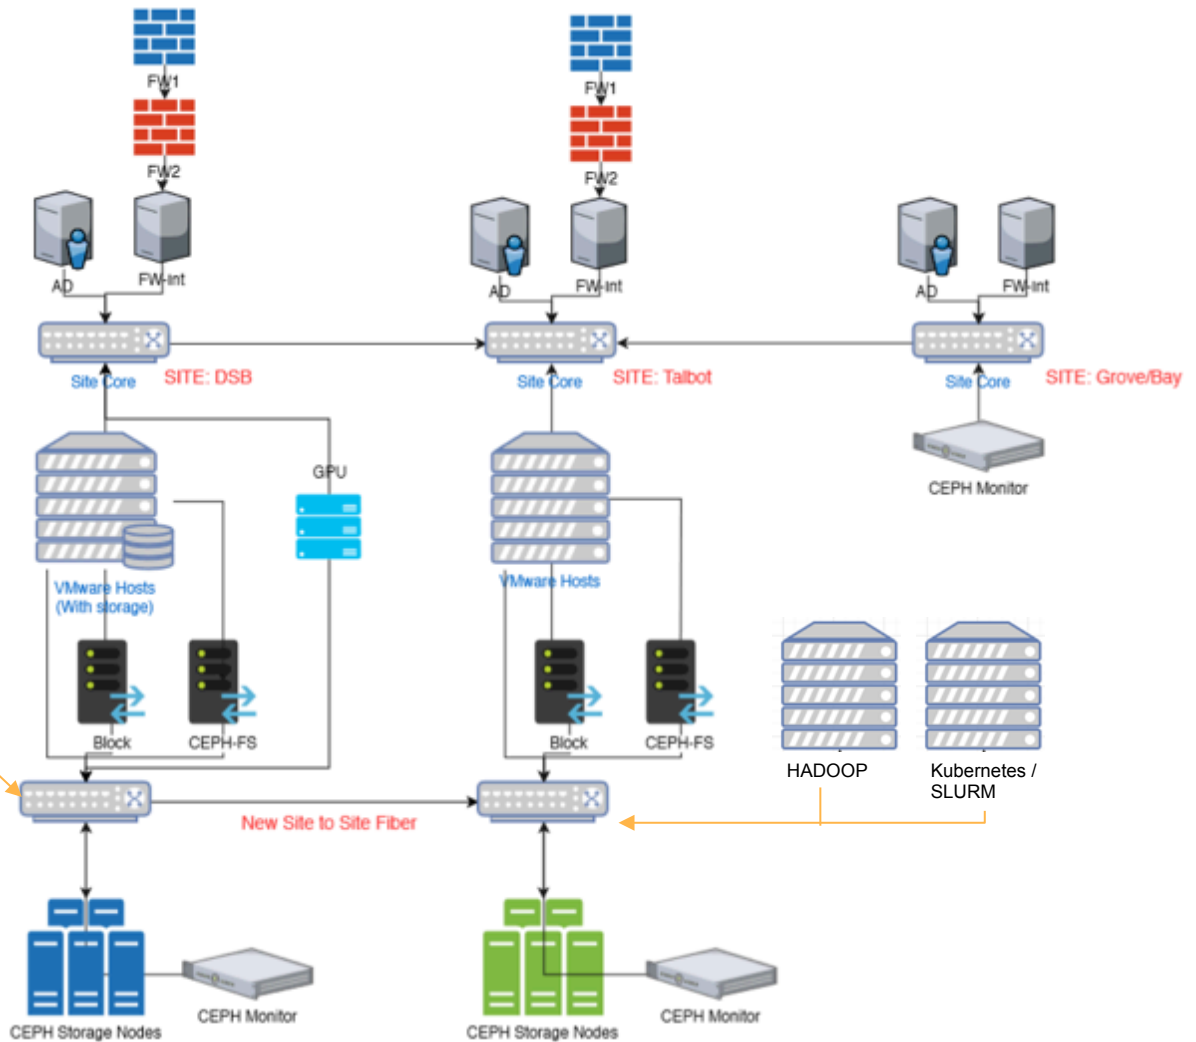 FW1
FW1
FW2
FW2
AD
FW-int
AD
FW-int
AD
FW-int
Site Core
SITE: DSB
Site Core
SITE: Talbot
Site Core
SITE: Grove/Bay
GPU
CEPH Monitor
VMware Hosts
(With storage)
VMware Hosts
Block
CEPH-FS
Block
CEPH-FS
HADOOP
Kubernetes /
SLURM
New Site to Site Fiber
CEPH Storage Nodes
CEPH Monitor
CEPH Storage Nodes
CEPH Monitor